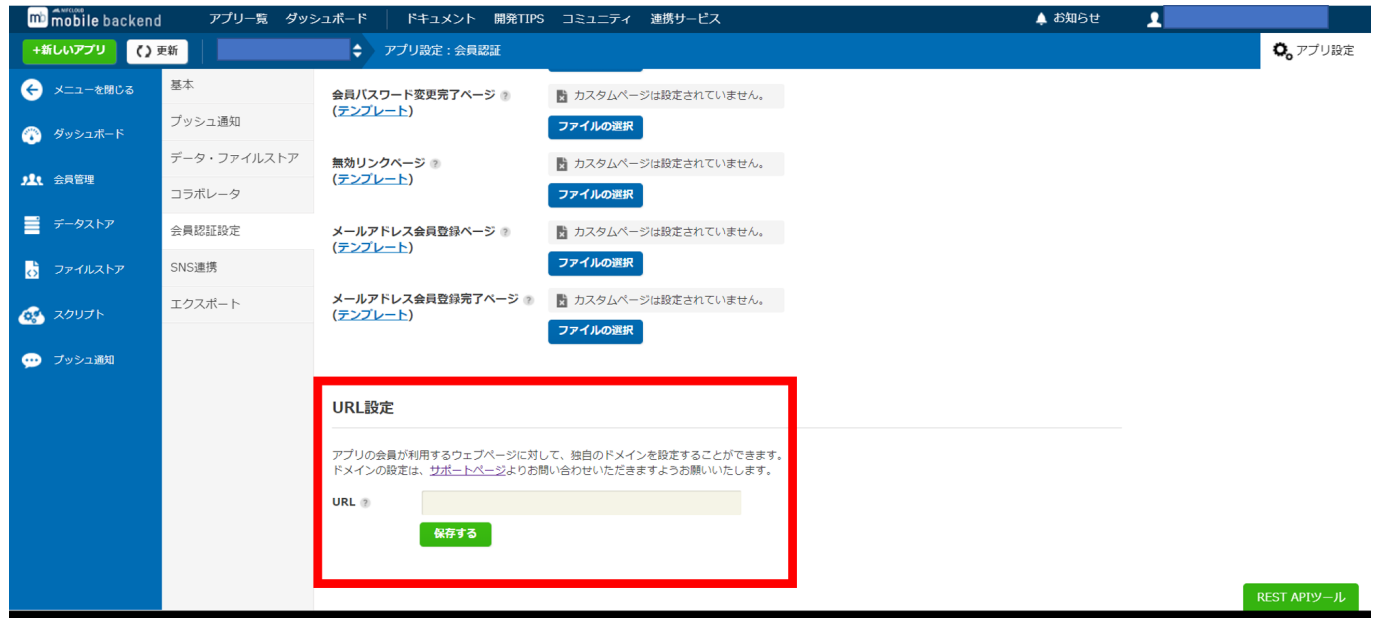 NIFCLOUD
mobile backend
アプリ一覧 ダッシュボード ドキュメント 開発TIPS コミュニティ 連携サービス お知らせ
+新しいアプリ 更新 アプリ設定：会員認証 アプリ設定
メニューを閉じる
ダッシュボード
会員管理
データストア
ファイルストア
スクリプト
プッシュ通知
基本
プッシュ通知
データ・ファイルストア
コラボレータ
会員認証設定
SNS連携
エクスポート
会員パスワード変更完了ページ ?
(テンプレート)
カスタムページは設定されていません。
ファイルの選択
無効リンクページ ?
(テンプレート)
カスタムページは設定されていません。
ファイルの選択
メールアドレス会員登録ページ ?
(テンプレート)
カスタムページは設定されていません。
ファイルの選択
メールアドレス会員登録完了ページ ?
(テンプレート)
カスタムページは設定されていません。
ファイルの選択
URL設定
アプリの会員が利用するウェブページに対して、独自のドメインを設定することができます。
ドメインの設定は、サポートページよりお問い合わせいただきますようお願いいたします。
URL ?
保存する
REST APIツール